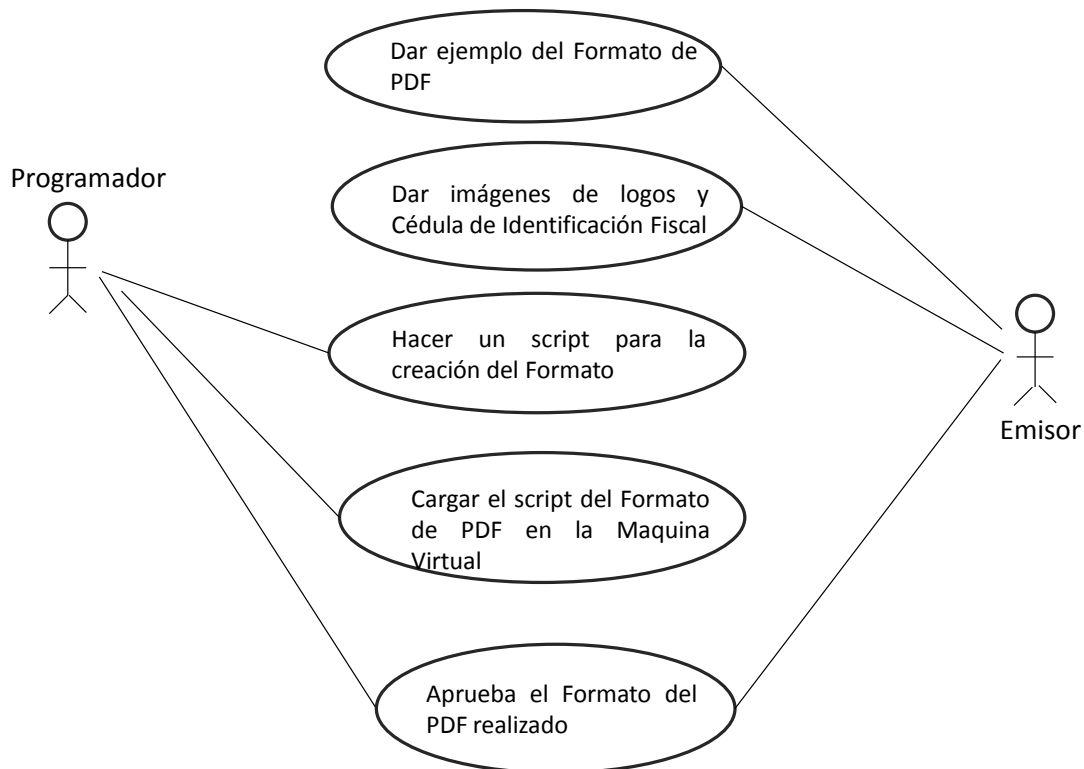 Dar ejemplo del Formato de
PDF
Programador
Dar imágenes de logos y
Cédula de Identificación Fiscal
Hacer un script para la
creación del Formato
Emisor
Cargar el script del Formato
de PDF en la Maquina
Virtual
Aprueba el Formato del
PDF realizado